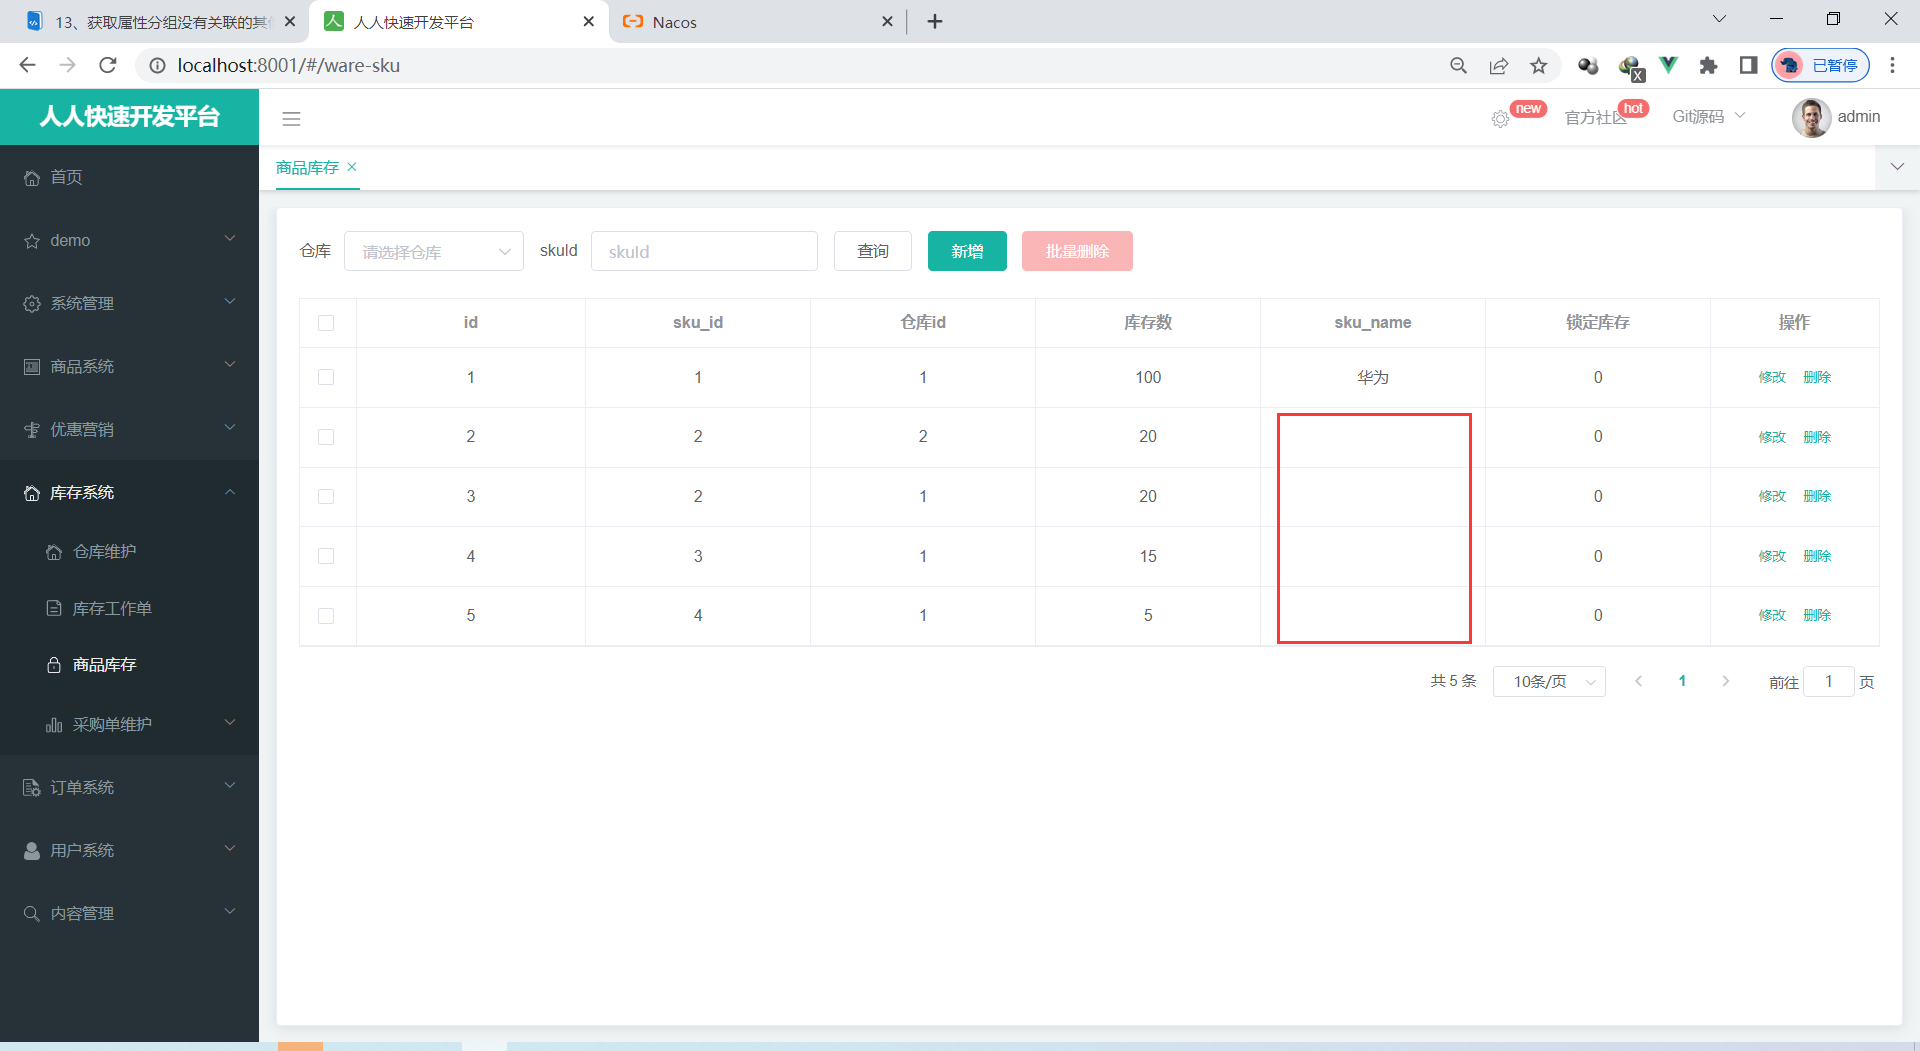 13、获取属性分组没有关联的其
人人快速开发平台
Nacos
localhost:8001/#/ware-sku
已暂停
人人快速开发平台
new
官方社区
hot
Git源码
admin
首页
demo
系统管理
商品系统
优惠营销
库存系统
仓库维护
库存工作单
商品库存
采购单维护
订单系统
用户系统
内容管理
商品库存
仓库 请选择仓库 skuId skuId 查询 新增 批量删除
id sku_id 仓库id 库存数 sku_name 锁定库存 操作
1 1 1 100 华为 0 修改 删除
2 2 2 20 0 修改 删除
3 2 1 20 0 修改 删除
4 3 1 15 0 修改 删除
5 4 1 5 0 修改 删除
共 5 条 10条/页 1 前往 1 页